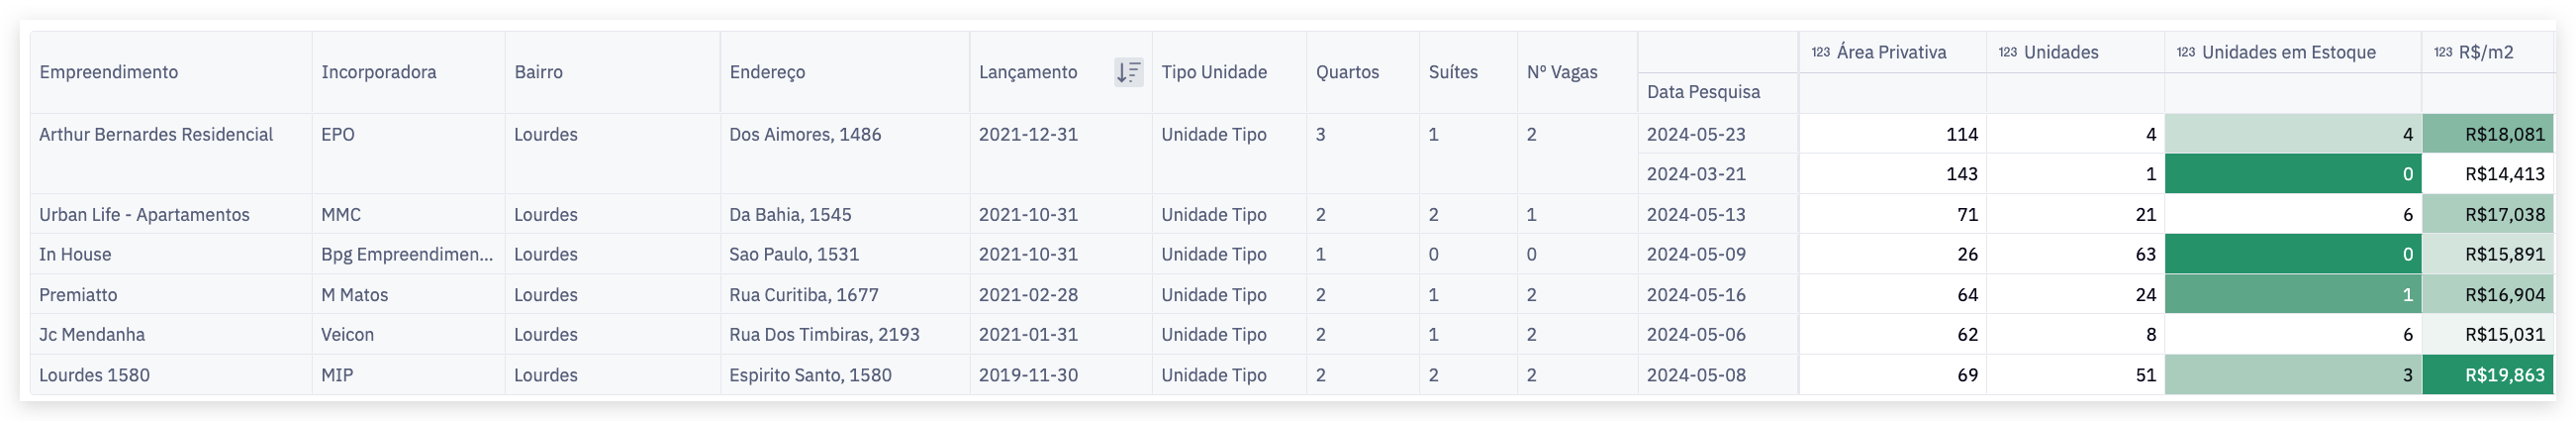 Empreendimento Incorporadora Bairro Endereço Lançamento Tipo Unidade Quartos Suítes Nº Vagas Data Pesquisa 123 Área Privativa 123 Unidades 123 Unidades em Estoque 123 R$/m2
Arthur Bernardes Residencial EPO Lourdes Dos Aimores, 1486 2021-12-31 Unidade Tipo 3 1 2 2024-05-23 114 4 4 R$18,081
2024-03-21 143 1 0 R$14,413
Urban Life - Apartamentos MMC Lourdes Da Bahia, 1545 2021-10-31 Unidade Tipo 2 2 1 2024-05-13 71 21 6 R$17,038
In House Bpg Empreendimen... Lourdes Sao Paulo, 1531 2021-10-31 Unidade Tipo 1 0 0 2024-05-09 26 63 0 R$15,891
Premiatto M Matos Lourdes Rua Curitiba, 1677 2021-02-28 Unidade Tipo 2 1 2 2024-05-16 64 24 1 R$16,904
Jc Mendanha Veicon Lourdes Rua Dos Timbiras, 2193 2021-01-31 Unidade Tipo 2 1 2 2024-05-06 62 8 6 R$15,031
Lourdes 1580 MIP Lourdes Espirito Santo, 1580 2019-11-30 Unidade Tipo 2 2 2 2024-05-08 69 51 3 R$19,863